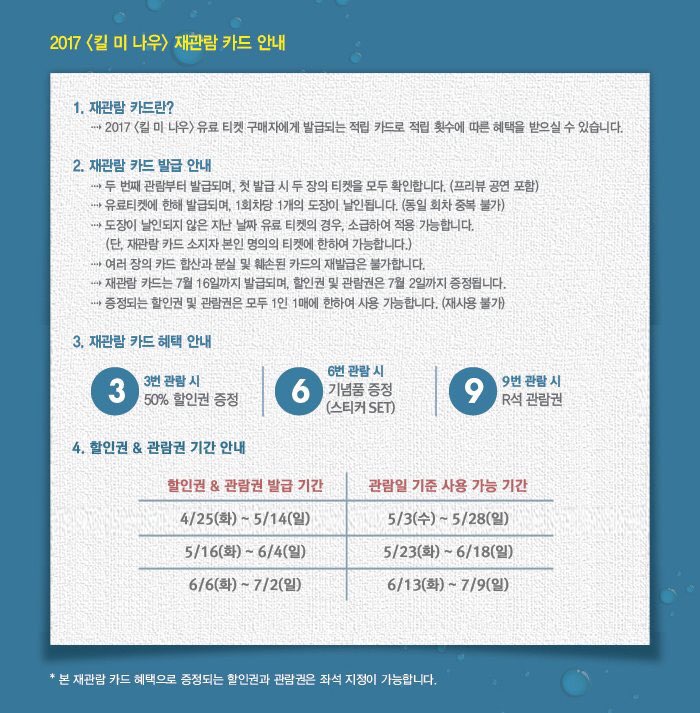 2017 〈킬 미 나우〉 재관람 카드 안내
1. 재관람 카드란?
⋯→ 2017 〈킬 미 나우〉 유료 티켓 구매자에게 발급되는 적립 카드로 적립 횟수에 따른 혜택을 받으실 수 있습니다.
2. 재관람 카드 발급 안내
⋯→ 두 번째 관람부터 발급되며, 첫 발급 시 두 장의 티켓을 모두 확인합니다. (프리뷰 공연 포함)
⋯→ 유료티켓에 한해 발급되며, 1회차당 1개의 도장이 날인됩니다. (동일 회차 중복 불가)
⋯→ 도장이 날인되지 않은 지난 날짜 유료 티켓의 경우, 소급하여 적용 가능합니다.
(단, 재관람 카드 소지자 본인 명의의 티켓에 한하여 가능합니다.)
⋯→ 여러 장의 카드 합산과 분실 및 훼손된 카드의 재발급은 불가합니다.
⋯→ 재관람 카드는 7월 16일까지 발급되며, 할인권 및 관람권은 7월 2일까지 증정됩니다.
⋯→ 증정되는 할인권 및 관람권은 모두 1인 1매에 한하여 사용 가능합니다. (재사용 불가)
3. 재관람 카드 혜택 안내
3
3번 관람 시
50% 할인권 증정
6
6번 관람 시
기념품 증정
(스티커 SET)
9
9번 관람 시
R석 관람권
4. 할인권 & 관람권 기간 안내
할인권 & 관람권 발급 기간 관람일 기준 사용 가능 기간
4/25(화) ~ 5/14(일) 5/3(수) ~ 5/28(일)
5/16(화) ~ 6/4(일) 5/23(화) ~ 6/18(일)
6/6(화) ~ 7/2(일) 6/13(화) ~ 7/9(일)
* 본 재관람 카드 혜택으로 증정되는 할인권과 관람권은 좌석 지정이 가능합니다.